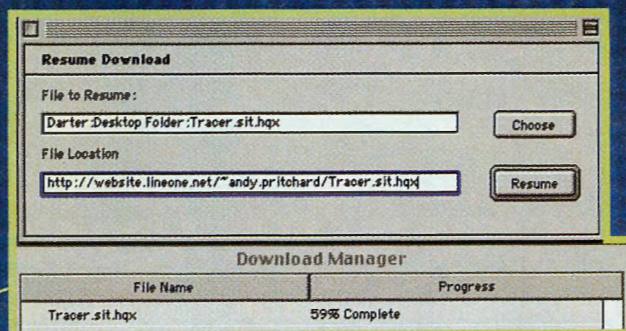 Resume Download
File to Resume:
Darter:Desktop Folder:Tracer.sit.hqx
Choose
File Location
http://website.lineone.net/~andy.pritchard/Tracer.sit.hqx
Resume
Download Manager
File Name Progress
Tracer.sit.hqx 59% Complete